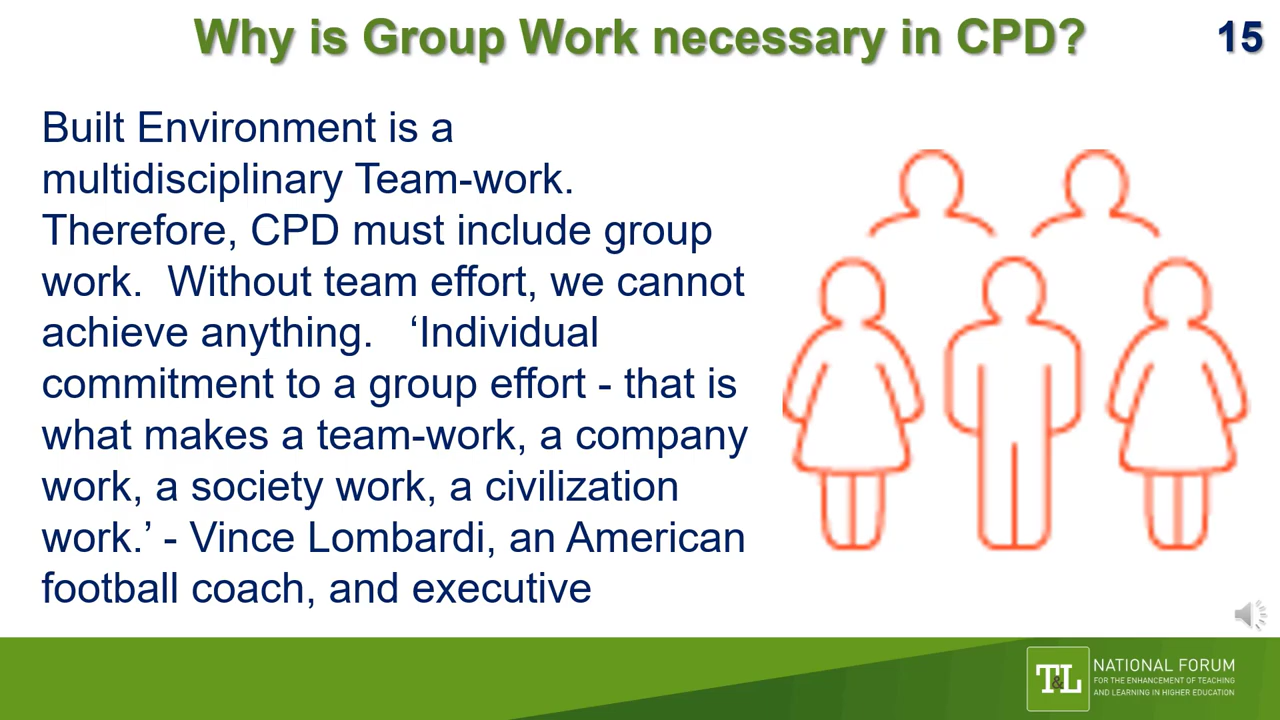 Why is Group Work necessary in CPD?
15
Built Environment is a
multidisciplinary Team-work.
Therefore, CPD must include group
work.  Without team effort, we cannot
achieve anything.   ‘Individual
commitment to a group effort - that is
what makes a team-work, a company
work, a society work, a civilization
work.’ - Vince Lombardi, an American
football coach, and executive
T&L
NATIONAL FORUM
FOR THE ENHANCEMENT OF TEACHING
AND LEARNING IN HIGHER EDUCATION